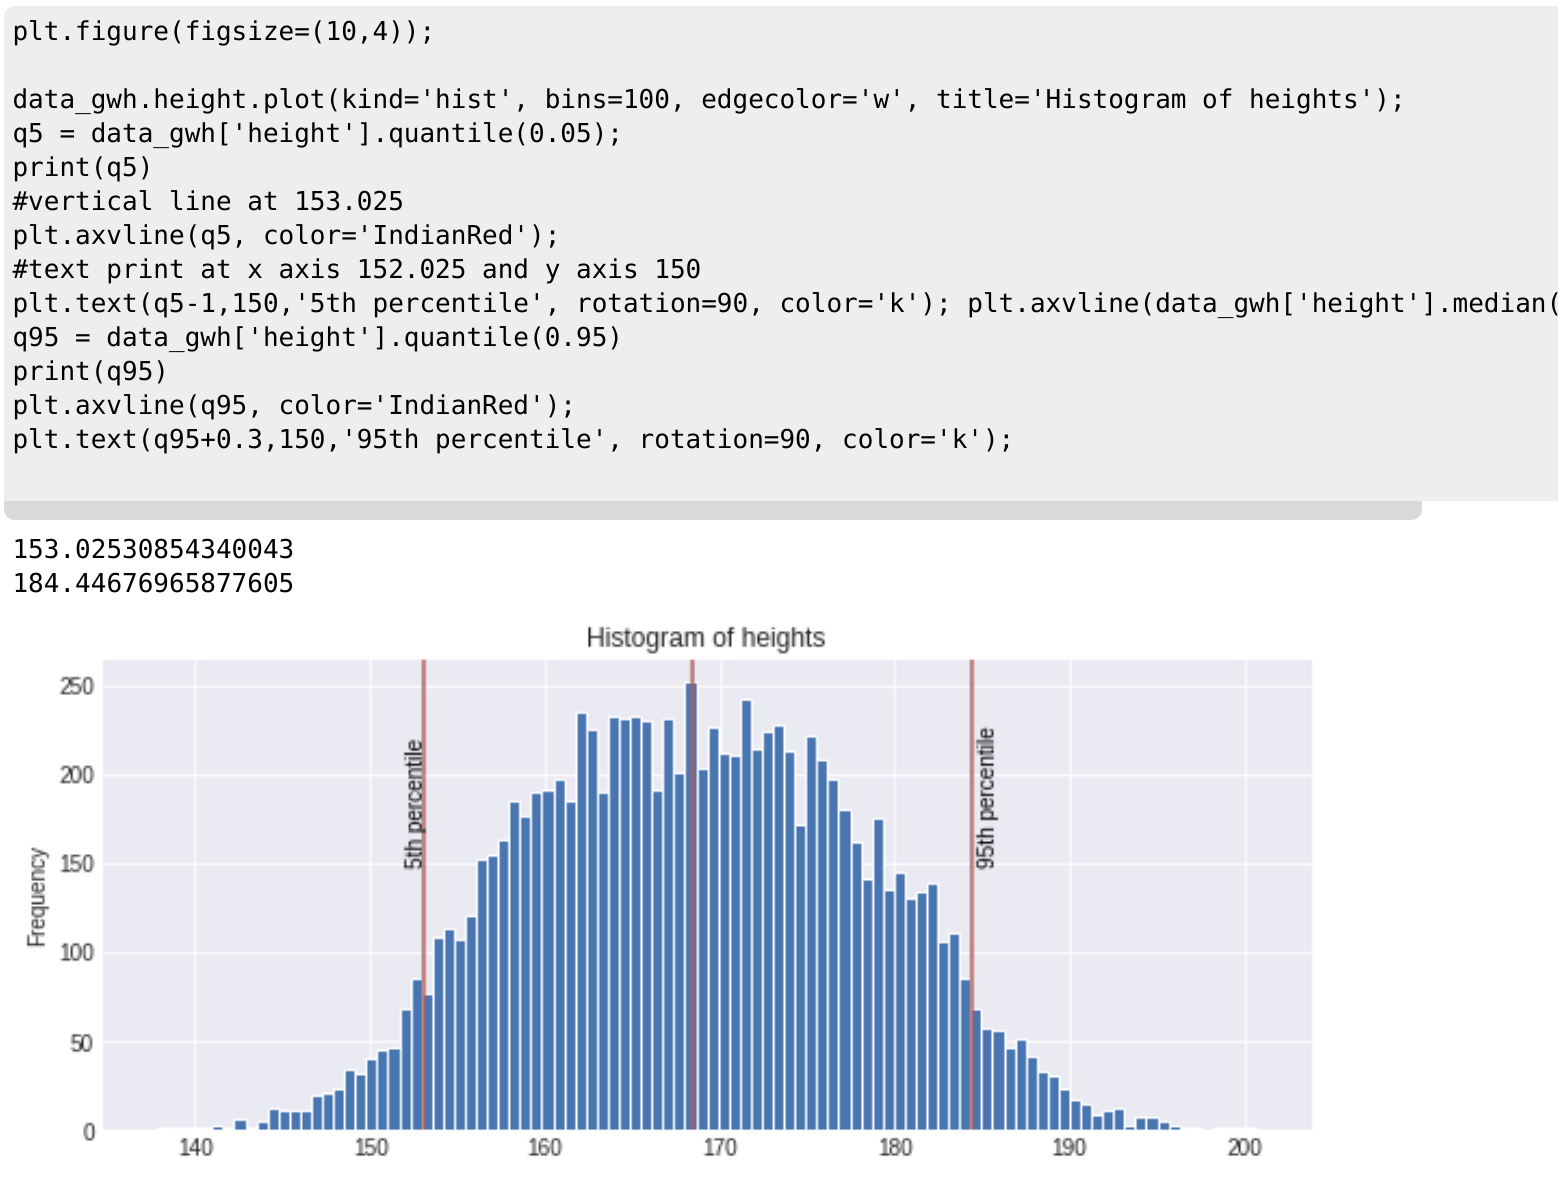 plt.figure(figsize=(10,4));
data_gwh.height.plot(kind='hist', bins=100, edgecolor='w', title='Histogram of heights');
q5 = data_gwh['height'].quantile(0.05);
print(q5)
#vertical line at 153.025
plt.axvline(q5, color='IndianRed');
#text print at x axis 152.025 and y axis 150
plt.text(q5-1,150,'5th percentile', rotation=90, color='k'); plt.axvline(data_gwh['height'].median(
q95 = data_gwh['height'].quantile(0.95)
print(q95)
plt.axvline(q95, color='IndianRed');
plt.text(q95+0.3,150,'95th percentile', rotation=90, color='k');
153.02530854340043
184.44676965877605
Histogram of heights
250
200
150
100
50
0
Frequency
5th percentile
95th percentile
140 150 160 170 180 190 200